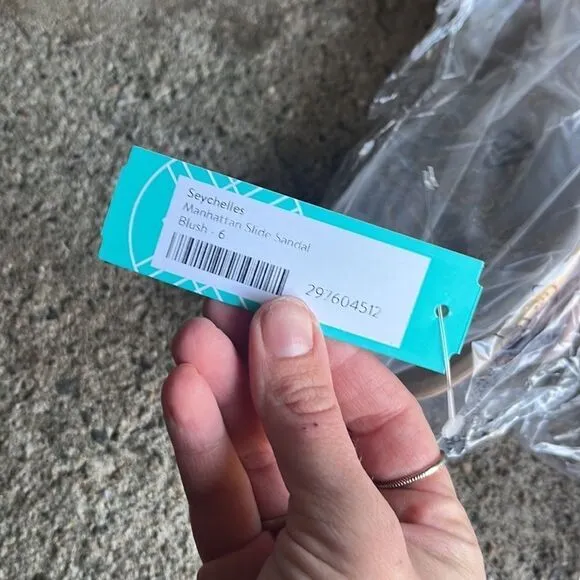 Seychelles
Manhattan Slide Sandal
Blush - 6
297604512